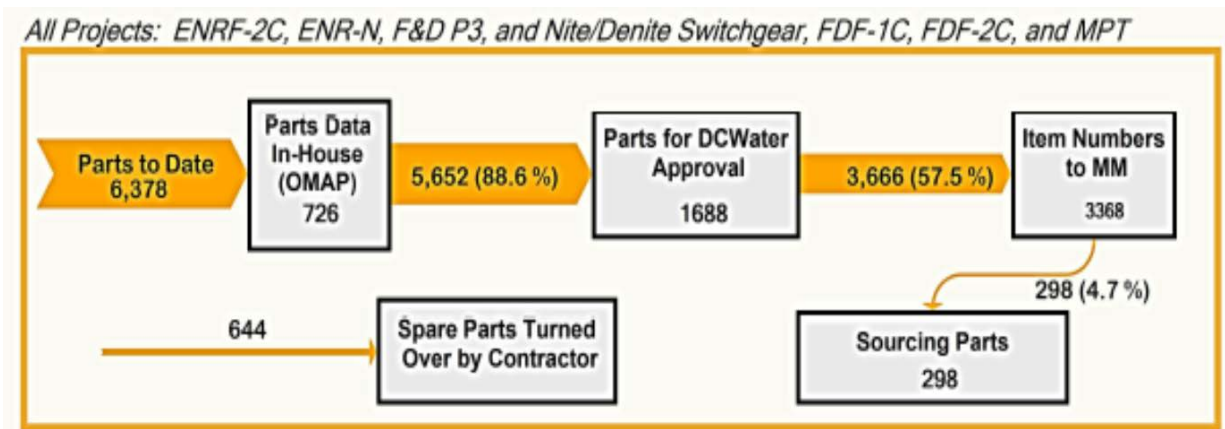 All Projects: ENRF-2C, ENR-N, F&D P3, and Nite/Denite Switchgear, FDF-1C, FDF-2C, and MPT
Parts to Date
6,378
Parts Data
In-House
(OMAP)
726
5,652 (88.6 %)
Parts for DCWater
Approval
1688
3,666 (57.5 %)
Item Numbers
to MM
3368
298 (4.7 %)
644
Spare Parts Turned
Over by Contractor
Sourcing Parts
298